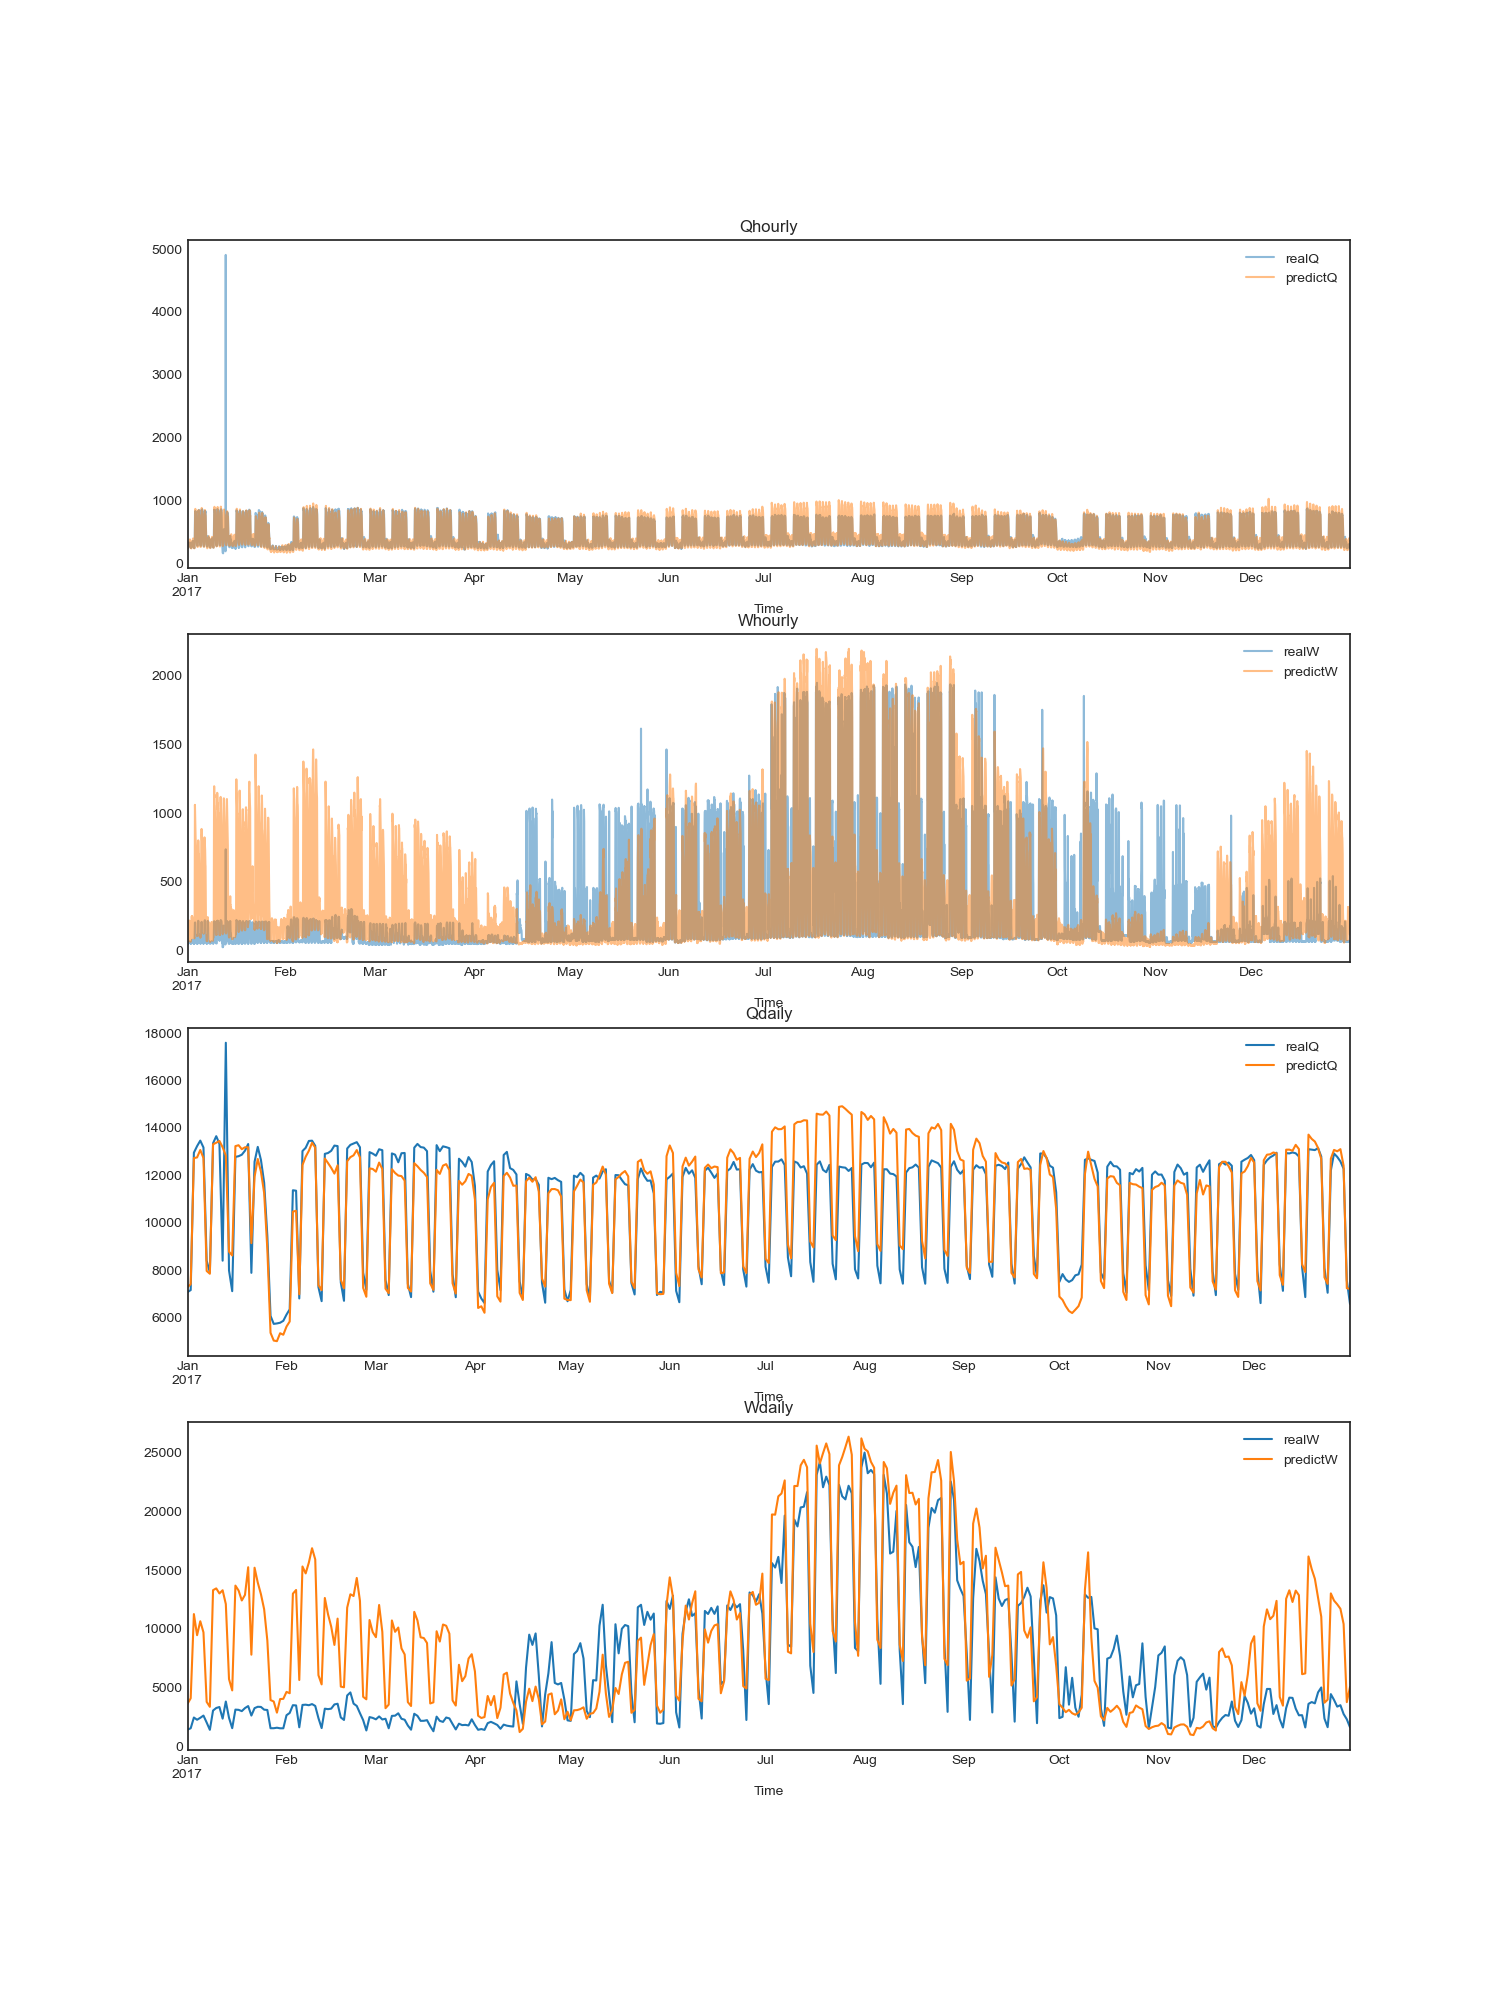 Qhourly
5000
4000
3000
2000
1000
0
realQ
predictQ
Jan Feb Mar Apr May Jun Jul Aug Sep Oct Nov Dec
2017
Time
Whourly
2000
1500
1000
500
0
realW
predictW
Jan Feb Mar Apr May Jun Jul Aug Sep Oct Nov Dec
2017
Time
Qdaily
18000
16000
14000
12000
10000
8000
6000
realQ
predictQ
Jan Feb Mar Apr May Jun Jul Aug Sep Oct Nov Dec
2017
Time
Wdaily
25000
20000
15000
10000
5000
0
realW
predictW
Jan Feb Mar Apr May Jun Jul Aug Sep Oct Nov Dec
2017
Time